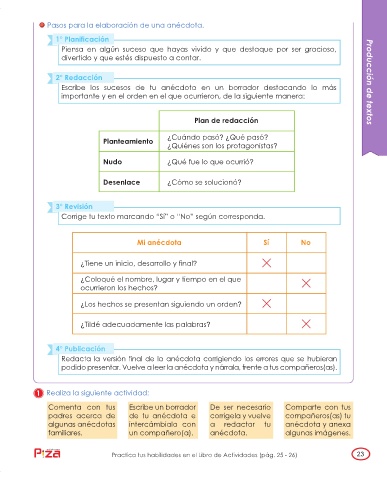 Pasos para la elaboración de una anécdota.
1° Planificación
Piensa en algún suceso que hayas vivido y que destaque por ser gracioso,
divertido y que estés dispuesto a contar.
2° Redacción
Escribe los sucesos de tu anécdota en un borrador destacando lo más
importante y en el orden en el que ocurrieron, de la siguiente manera:
Plan de redacción
Planteamiento
¿Cuándo pasó? ¿Qué pasó?
¿Quiénes son los protagonistas?
Nudo
¿Qué fue lo que ocurrió?
Desenlace
¿Cómo se solucionó?
3° Revisión
Corrige tu texto marcando “Sí” o “No” según corresponda.
Mi anécdota
Sí
No
¿Tiene un inicio, desarrollo y final?
¿Coloqué el nombre, lugar y tiempo en el que
ocurrieron los hechos?
¿Los hechos se presentan siguiendo un orden?
¿Tildé adecuadamente las palabras?
4° Publicación
Redacta la versión final de la anécdota corrigiendo los errores que se hubieran
podido presentar. Vuelve a leer la anécdota y nárrala, frente a tus compañeros(as).
1 Realiza la siguiente actividad:
Comenta con tus
padres acerca de
algunas anécdotas
familiares.
Escribe un borrador
de tu anécdota e
intercámbiala con
un compañero(a).
De ser necesario
corrígela y vuelve
a redactar tu
anécdota.
Comparte con tus
compañeros(as) tu
anécdota y anexa
algunas imágenes.
Practica tus habilidades en el Libro de Actividades (pág. 25 - 26)
23
Producción de textos